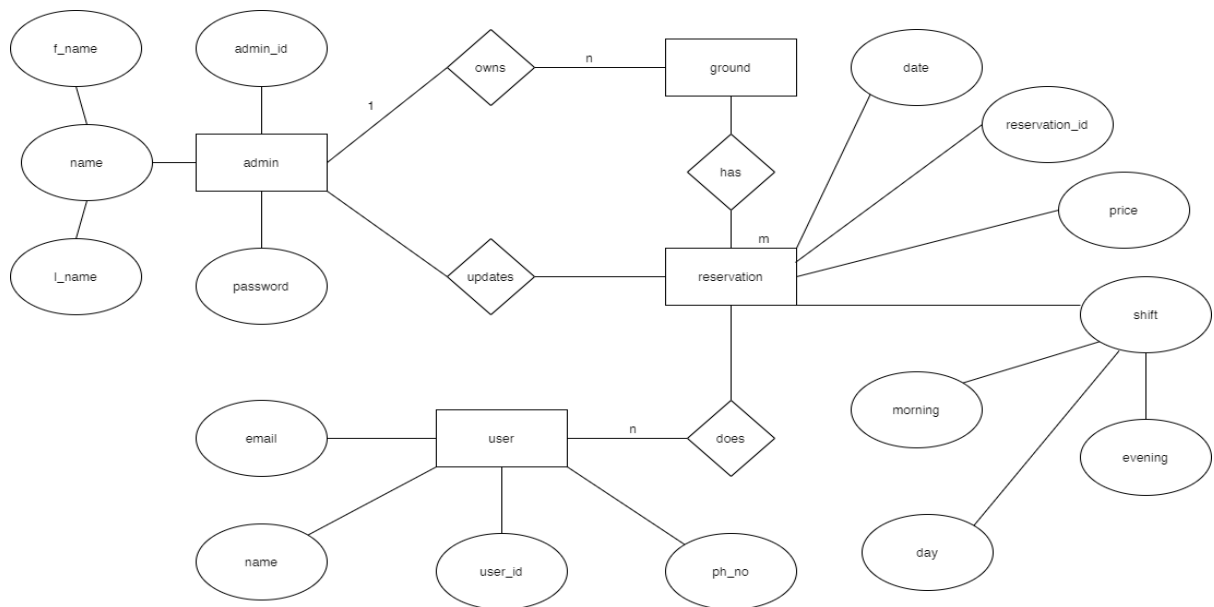 f_name
admin_id
owns
n
ground
date
1
reservation_id
name
admin
has
price
m
l_name
password
updates
reservation
shift
morning
email
user
n
does
evening
name
user_id
ph_no
day